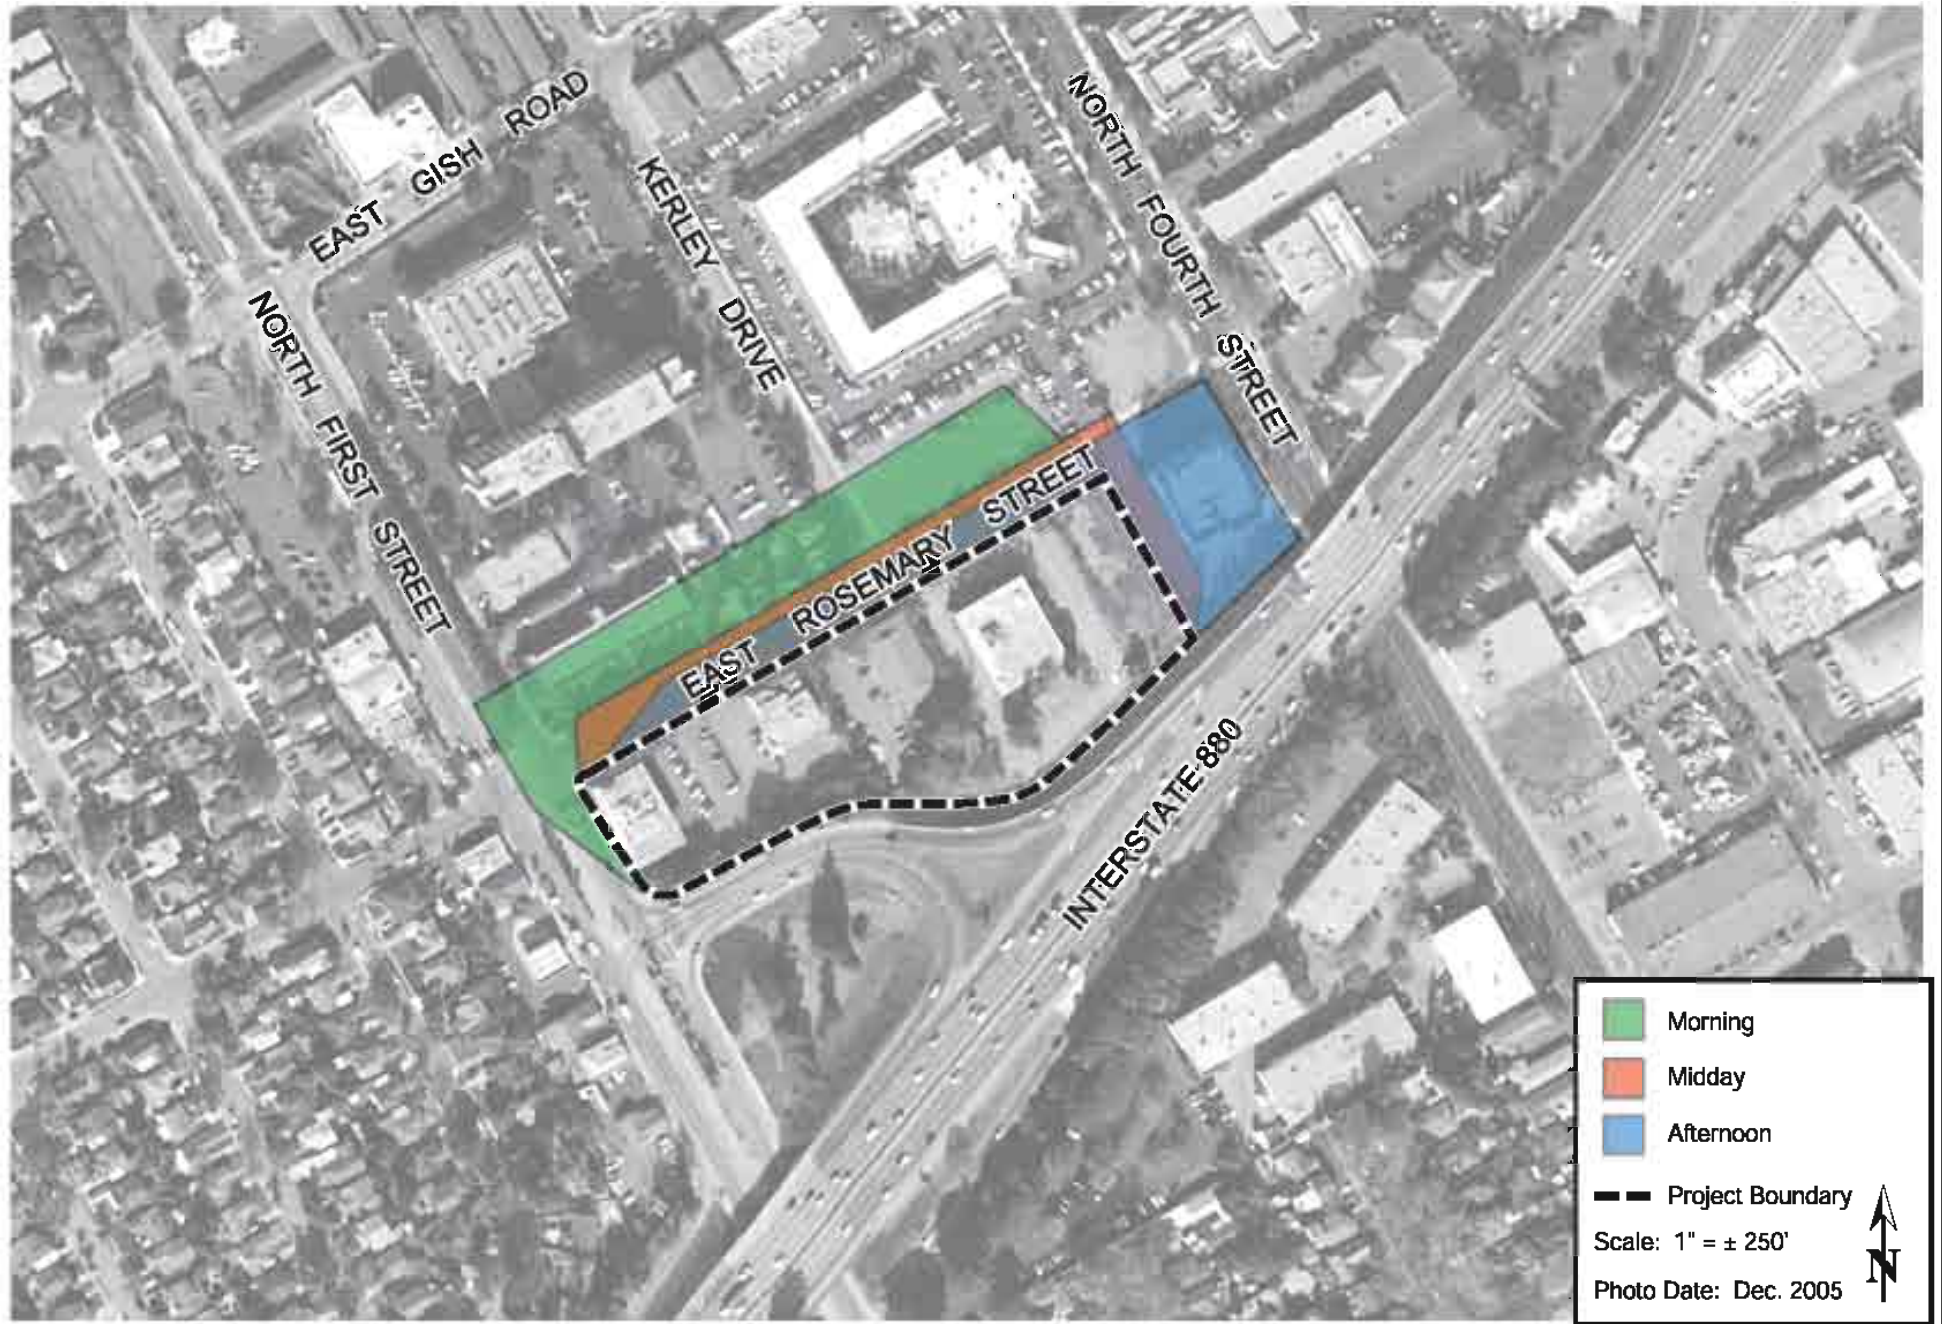 EAST GISH ROAD
KERLEY DRIVE
NORTH FOURTH STREET
NORTH FIRST STREET
EAST ROSEMARY STREET
INTERSTATE 880
Morning
Midday
Afternoon
Project Boundary
Scale: 1" = ± 250'
Photo Date: Dec. 2005
N